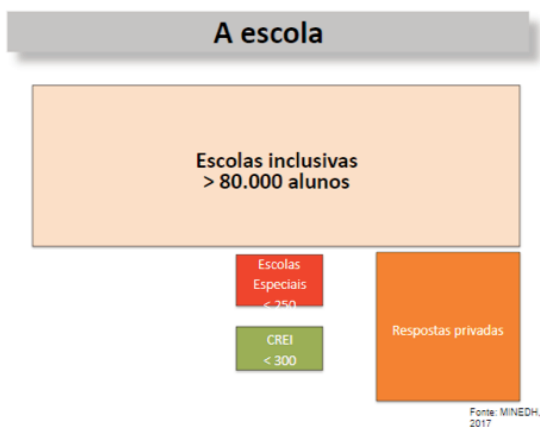 A escola
Escolas inclusivas
> 80.000 alunos
Escolas
Especiais
< 250
CREI
< 300
Respostas privadas
Fonte: MINEDH,
2017